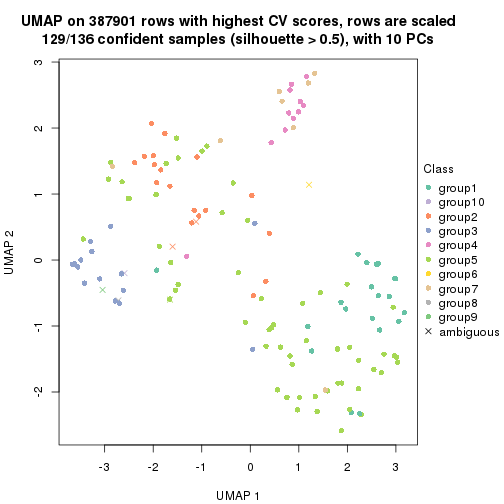 UMAP on 387901 rows with highest CV scores, rows are scaled
129/136 confident samples (silhouette > 0.5), with 10 PCs
3
2
1
0
-1
-2
UMAP 2
-3
-2
-1
0
1
2
3
UMAP 1
Class
group1
group10
group2
group3
group4
group5
group6
group7
group8
group9
ambiguous